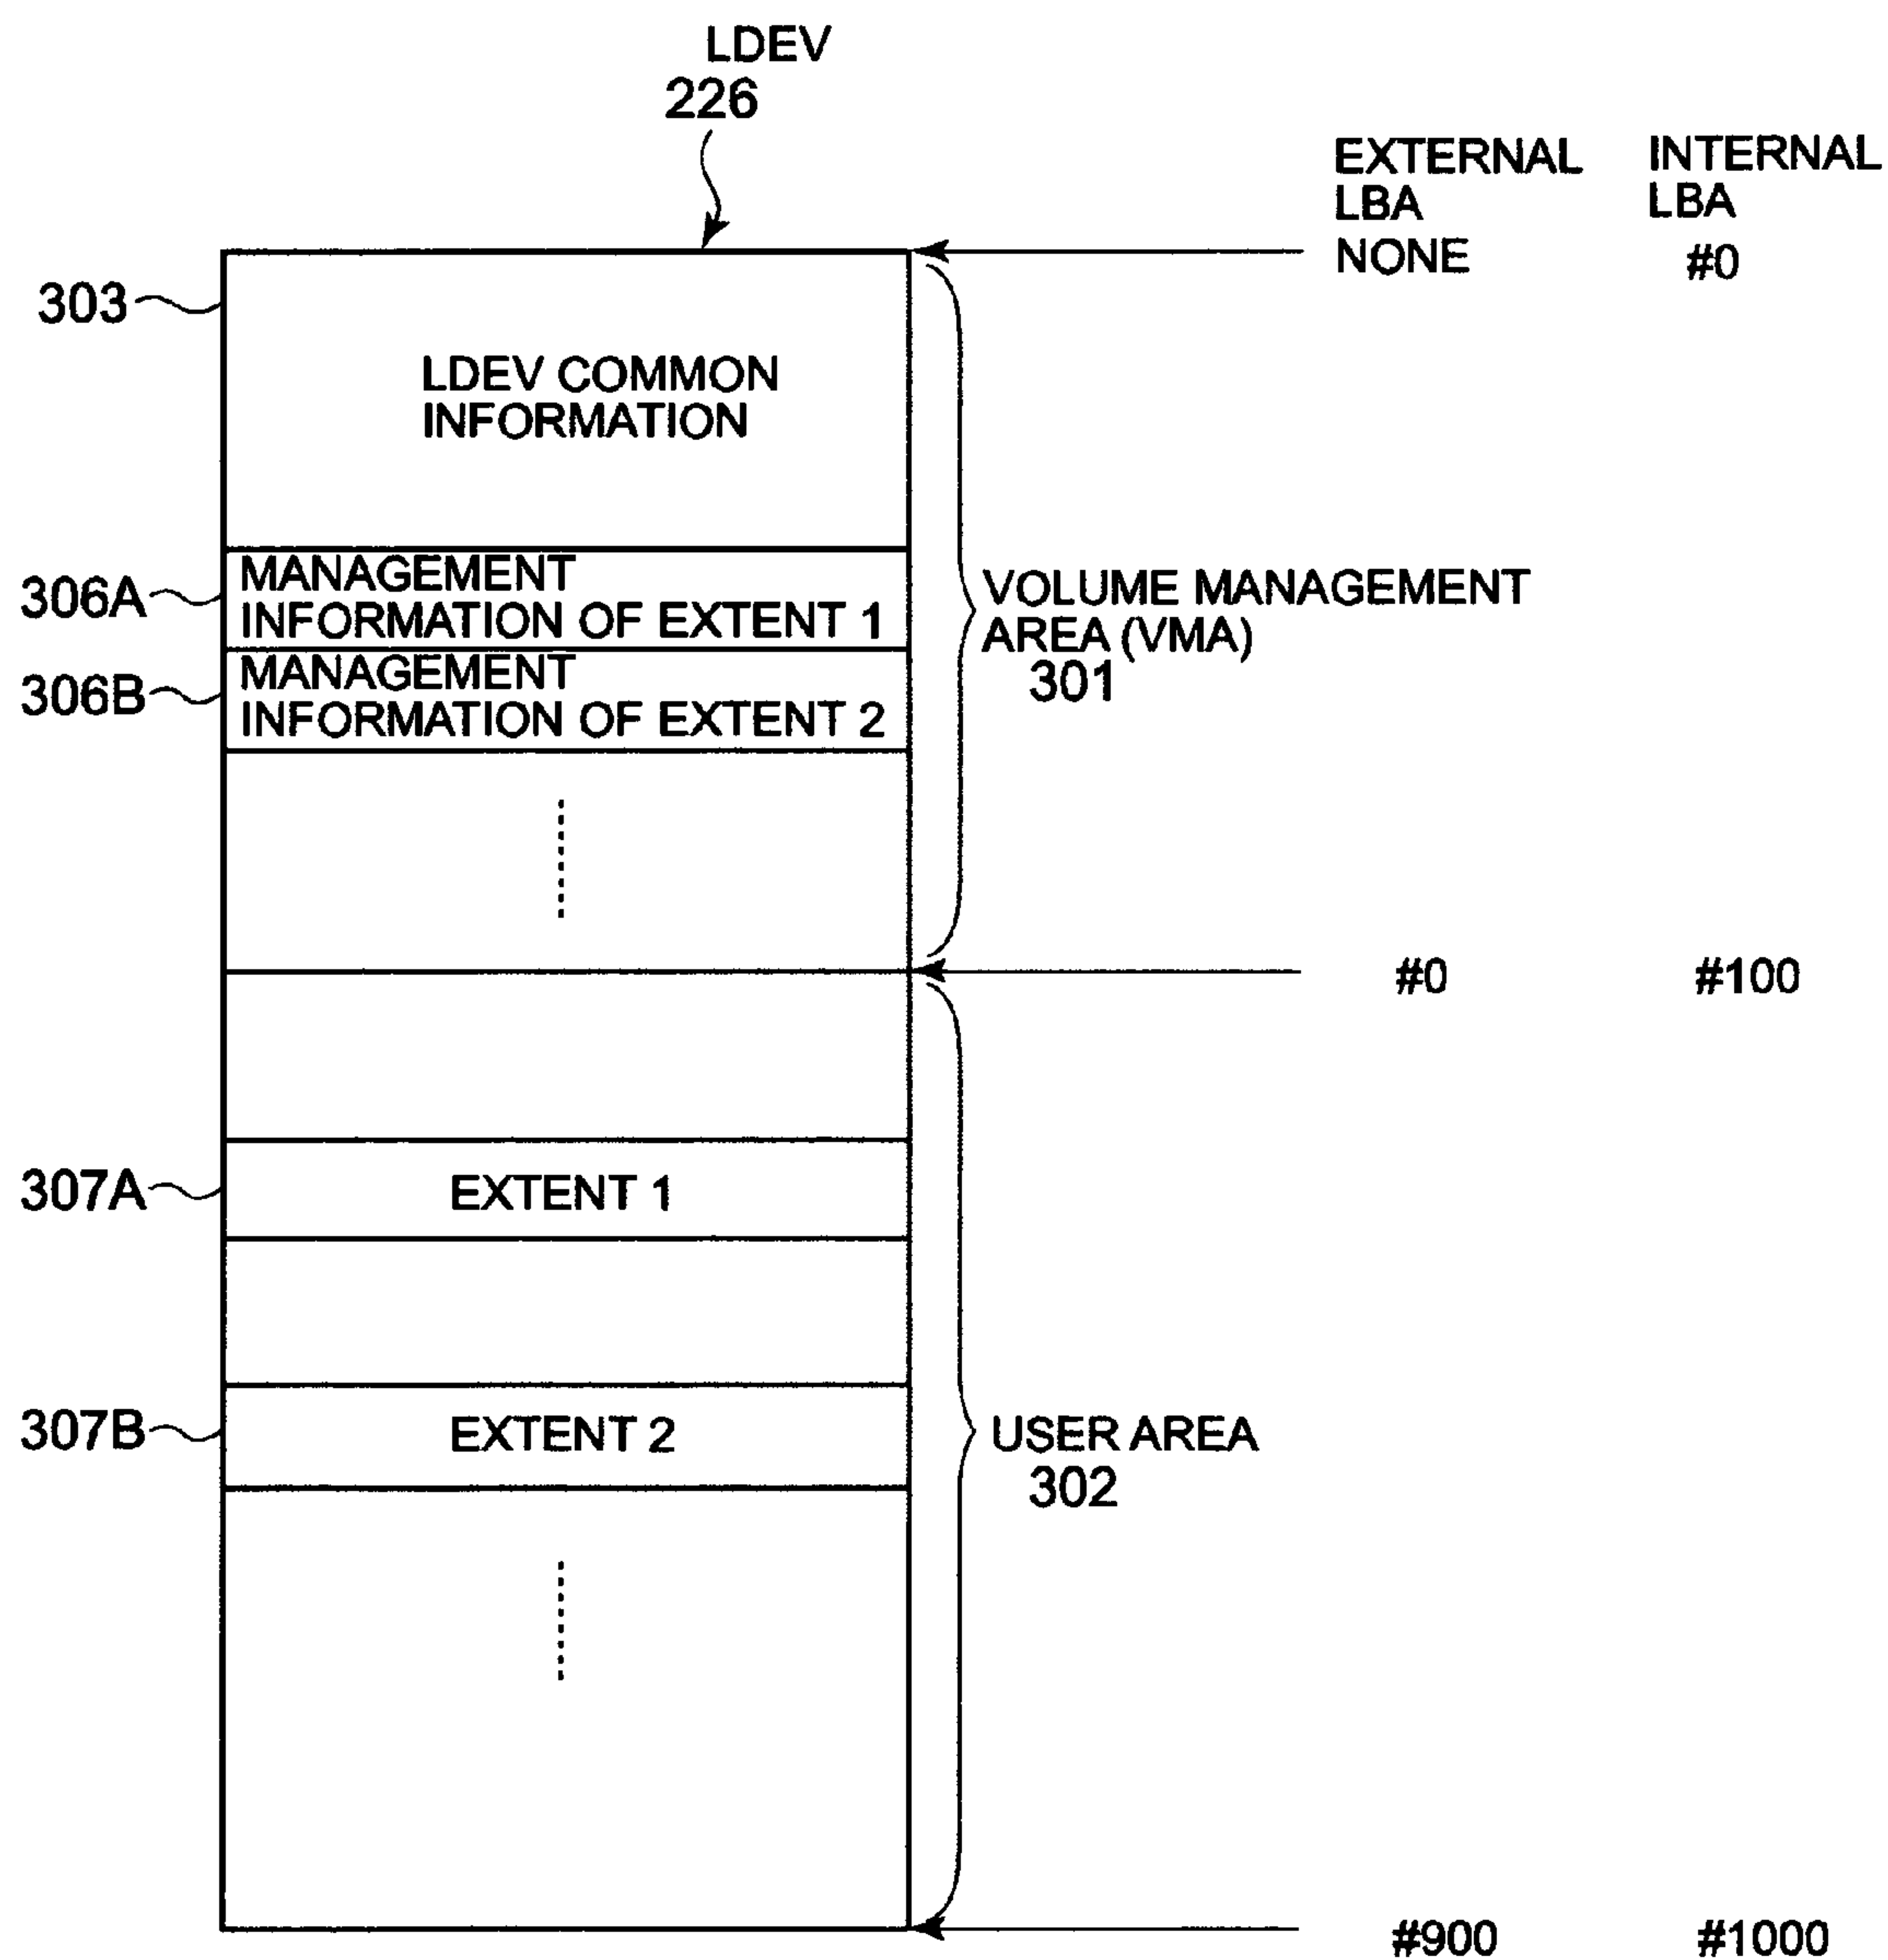 LDEV
226
EXTERNAL LBA
INTERNAL LBA
NONE
#0
303
LDEV COMMON
INFORMATION
306A
MANAGEMENT
INFORMATION OF EXTENT 1
306B
MANAGEMENT
INFORMATION OF EXTENT 2
VOLUME MANAGEMENT
AREA (VMA)
301
#0
#100
307A
EXTENT 1
307B
EXTENT 2
USER AREA
302
#900
#1000